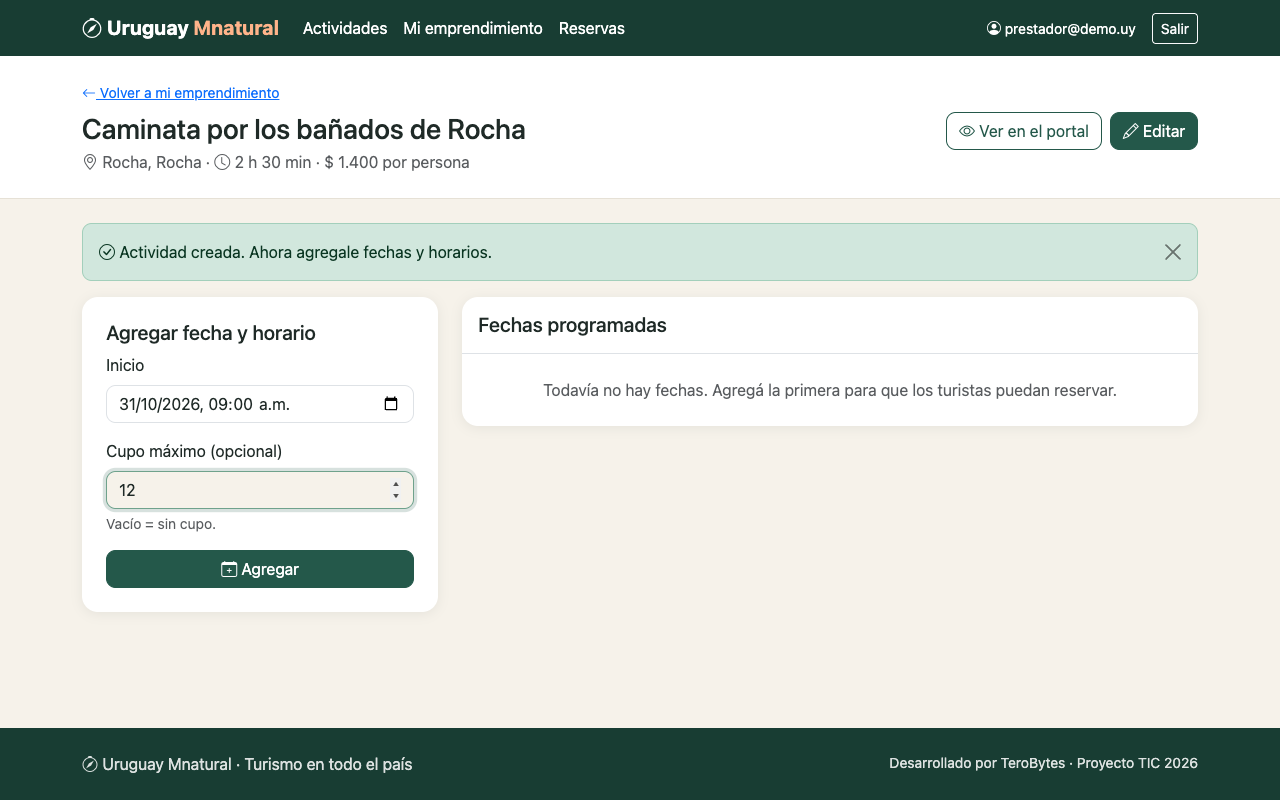 Uruguay Mnatural Actividades Mi emprendimiento Reservas prestador@demo.uy Salir
← Volver a mi emprendimiento
Caminata por los bañados de Rocha
Ver en el portal Editar
Rocha, Rocha · 2 h 30 min · $ 1.400 por persona
Actividad creada. Ahora agregale fechas y horarios.
Agregar fecha y horario
Inicio
31/10/2026, 09:00 a.m.
Cupo máximo (opcional)
12
Vacío = sin cupo.
Agregar
Fechas programadas
Todavía no hay fechas. Agregá la primera para que los turistas puedan reservar.
Uruguay Mnatural · Turismo en todo el país
Desarrollado por TeroBytes · Proyecto TIC 2026